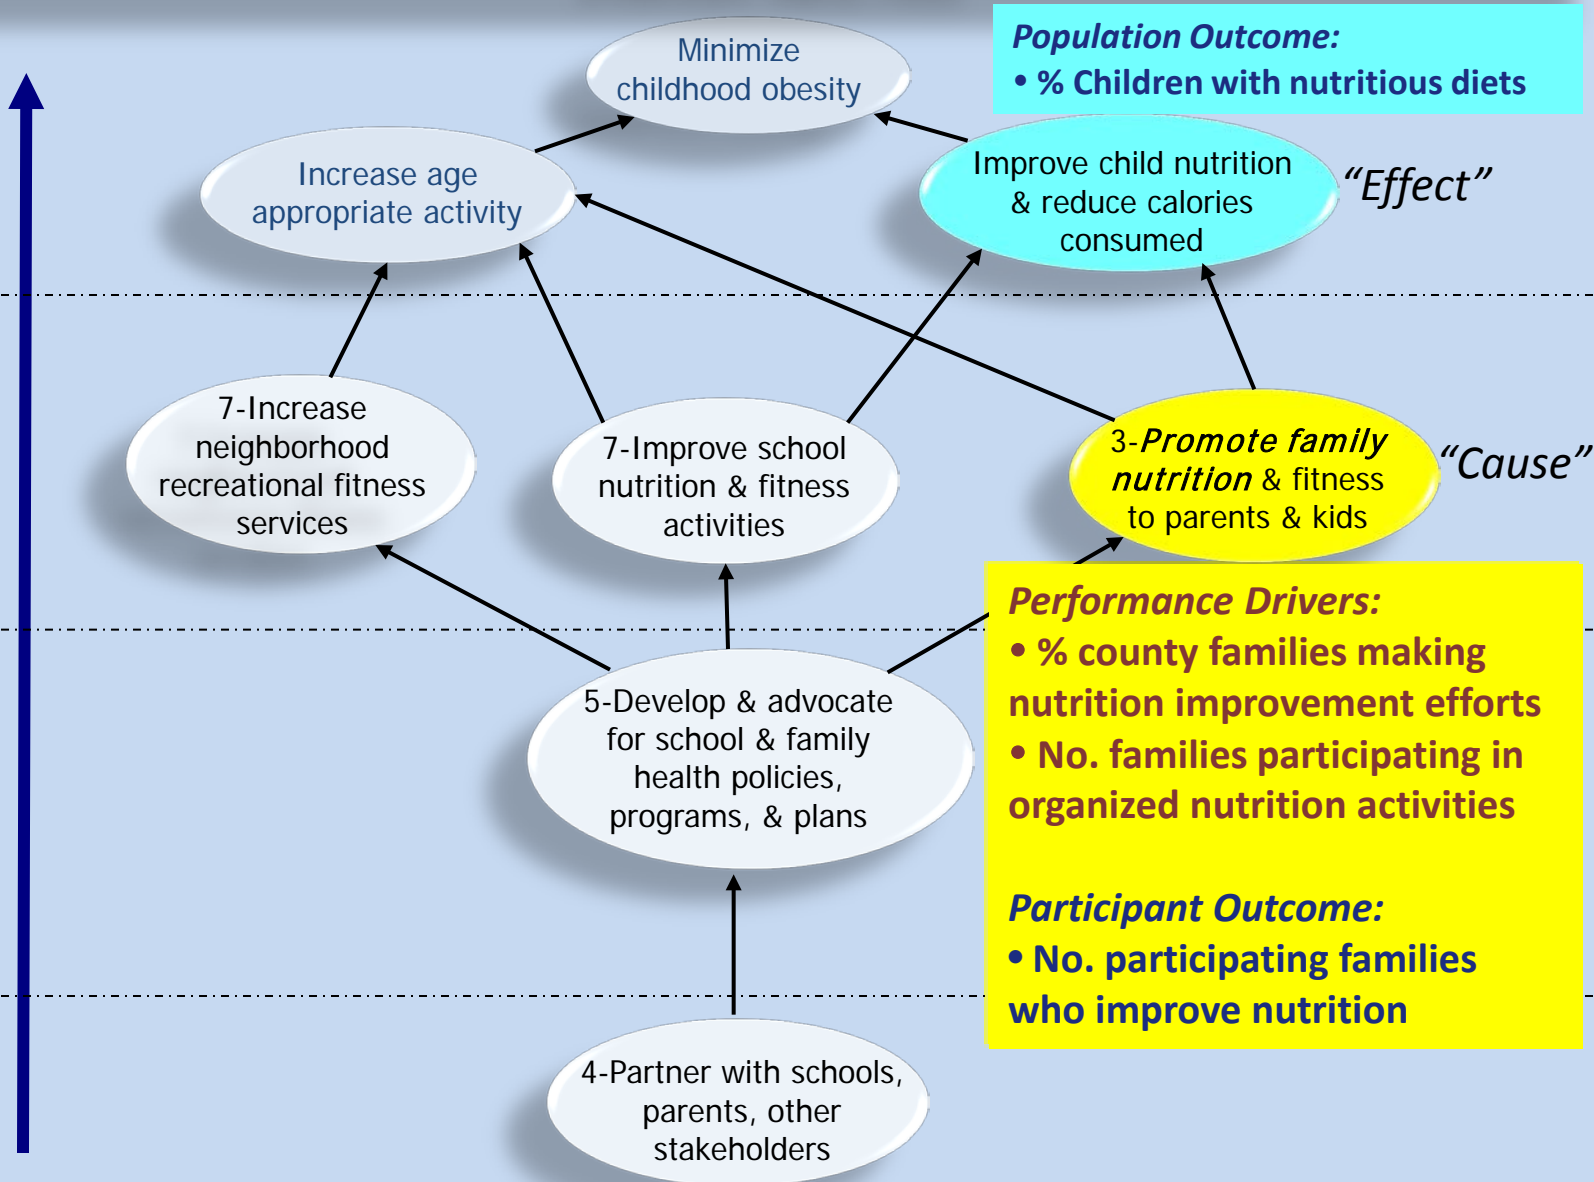 Minimize
childhood obesity
Population Outcome:
• % Children with nutritious diets
Increase age
appropriate activity
Improve child nutrition
& reduce calories
consumed
“Effect”
7-Increase
neighborhood
recreational fitness
services
7-Improve school
nutrition & fitness
activities
3-Promote family
nutrition & fitness
to parents & kids
“Cause”
Performance Drivers:
• % county families making
nutrition improvement efforts
• No. families participating in
organized nutrition activities
Participant Outcome:
• No. participating families
who improve nutrition
5-Develop & advocate
for school & family
health policies,
programs, & plans
4-Partner with schools,
parents, other
stakeholders